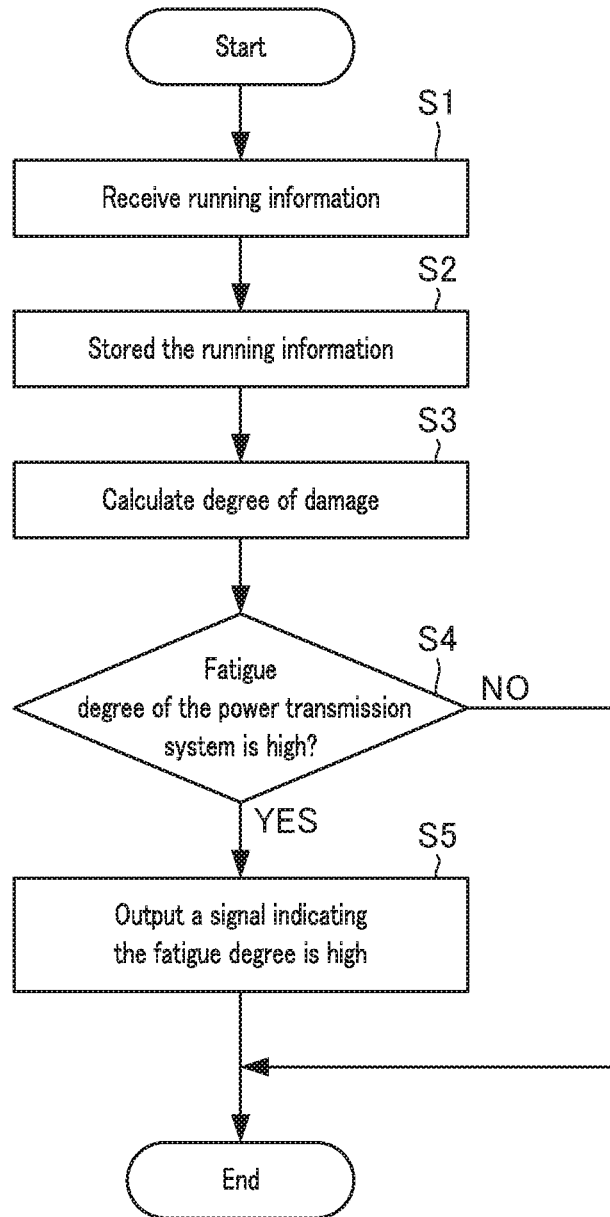 Start
S1
Receive running information
S2
Stored the running information
S3
Calculate degree of damage
S4
Fatigue
degree of the power transmission
system is high?
NO
YES
S5
Output a signal indicating
the fatigue degree is high
End